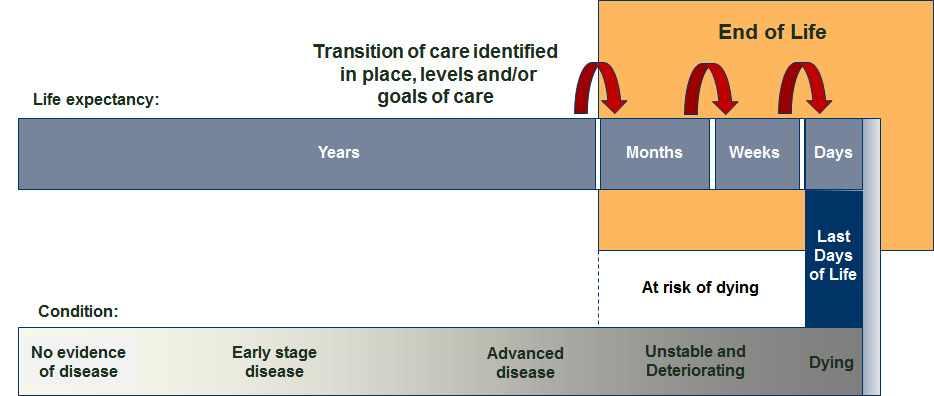 End of Life
Transition of care identified
in place, levels and/or
goals of care
Life expectancy:
Years
Months
Weeks
Days
Last
Days
of Life
At risk of dying
Condition:
No evidence
of disease
Early stage
disease
Advanced
disease
Unstable and
Deteriorating
Dying